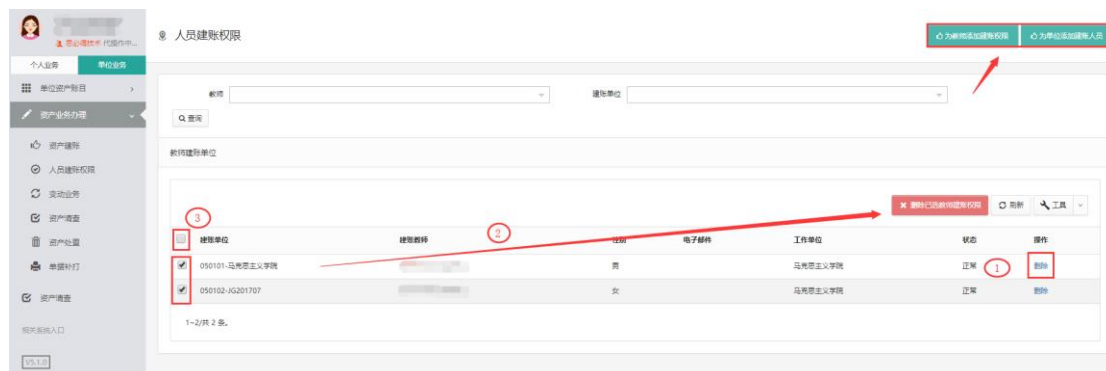 忌必得技术 代操作中...
个人业务 单位业务
单位资产账目
资产业务办理
资产建账
人员建账权限
变动业务
资产清查
资产处置
单据补打
资产清查
相关系统入口
V5.1.0
人员建账权限
为教师添加建账权限 为单位添加建账人员
教师
建账单位
查询
教师建账单位
删除已选教师建账权限 刷新 工具
③
②
建账单位 建账教师 性别 电子邮件 工作单位 状态 操作
050101-马克思主义学院 男 马克思主义学院 正常 ① 删除
050102-JG201707 女 马克思主义学院 正常 删除
1~2/共 2 条。